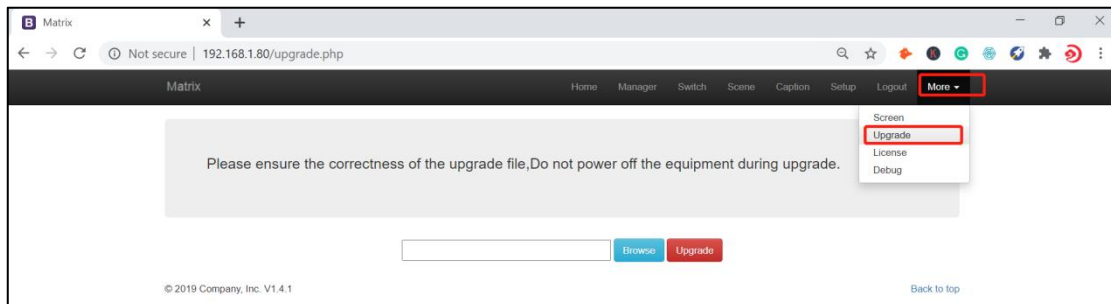 B Matrix
Not secure | 192.168.1.80/upgrade.php
K G
Matrix Home Manager Switch Scene Caption Setup Logout More
Screen
Upgrade
License
Debug
Please ensure the correctness of the upgrade file,Do not power off the equipment during upgrade.
Browse Upgrade
© 2019 Company, Inc. V1.4.1 Back to top